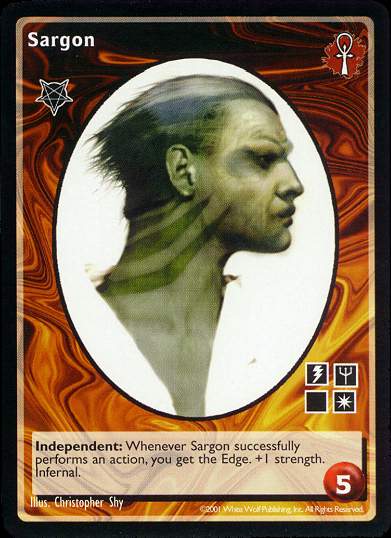 Sargon
Independent: Whenever Sargon successfully
performs an action, you get the Edge. +1 strength.
Infernal.
5
Illus. Christopher Shy
©2001 White Wolf Publishing, Inc. All Rights Reserved.